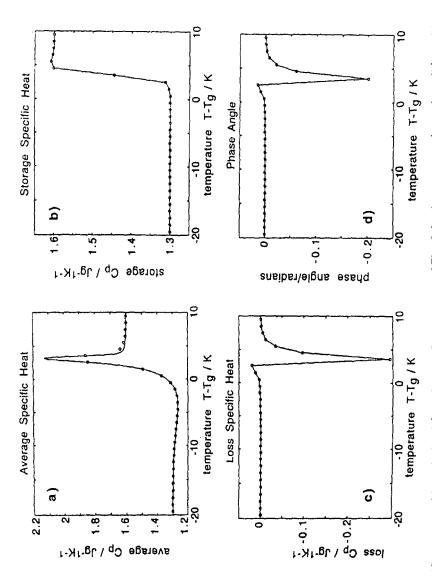 Average Specific Heat
a)
2.2
2
1.8
1.6
1.4
1.2
average Cp / Jg-1K-1
-20
-10
0
10
temperature T-Tg / K
Storage Specific Heat
b)
1.6
1.5
1.4
1.3
storage Cp / Jg-1K-1
-20
-10
0
10
temperature T-Tg / K
Loss Specific Heat
c)
0
-0.1
-0.2
loss Cp / Jg-1K-1
-20
-10
0
10
temperature T-Tg / K
Phase Angle
d)
0
-0.1
-0.2
phase angle/radians
-20
-10
0
10
temperature T-Tg / K